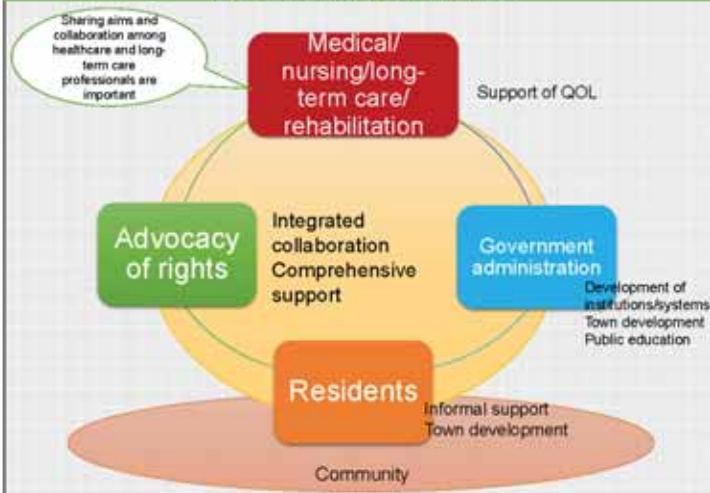 Sharing aims and
collaboration among
healthcare and long-
term care
professionals are
important
Medical/
nursing/long-
term care/
rehabilitation
Support of QOL
Advocacy
of rights
Integrated
collaboration
Comprehensive
support
Government
administration
Development of
institutions/systems
Town development
Public education
Residents
Informal support
Town development
Community